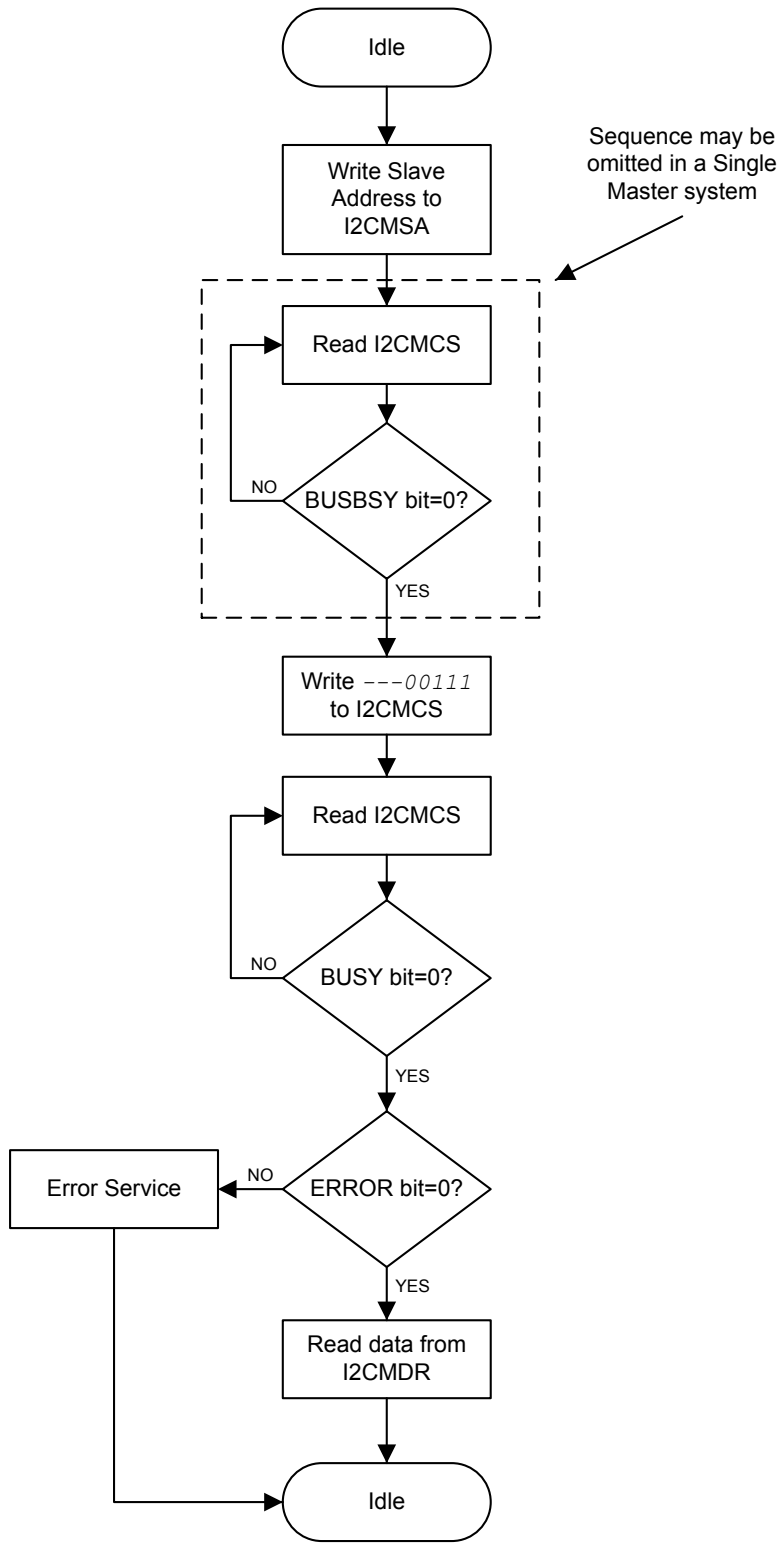 Idle
Write Slave
Address to
I2CMSA
Sequence may be
omitted in a Single
Master system
Read I2CMCS
NO
BUSBSY bit=0?
YES
Write ---00111
to I2CMCS
Read I2CMCS
NO
BUSY bit=0?
YES
Error Service
NO
ERROR bit=0?
YES
Read data from
I2CMDR
Idle